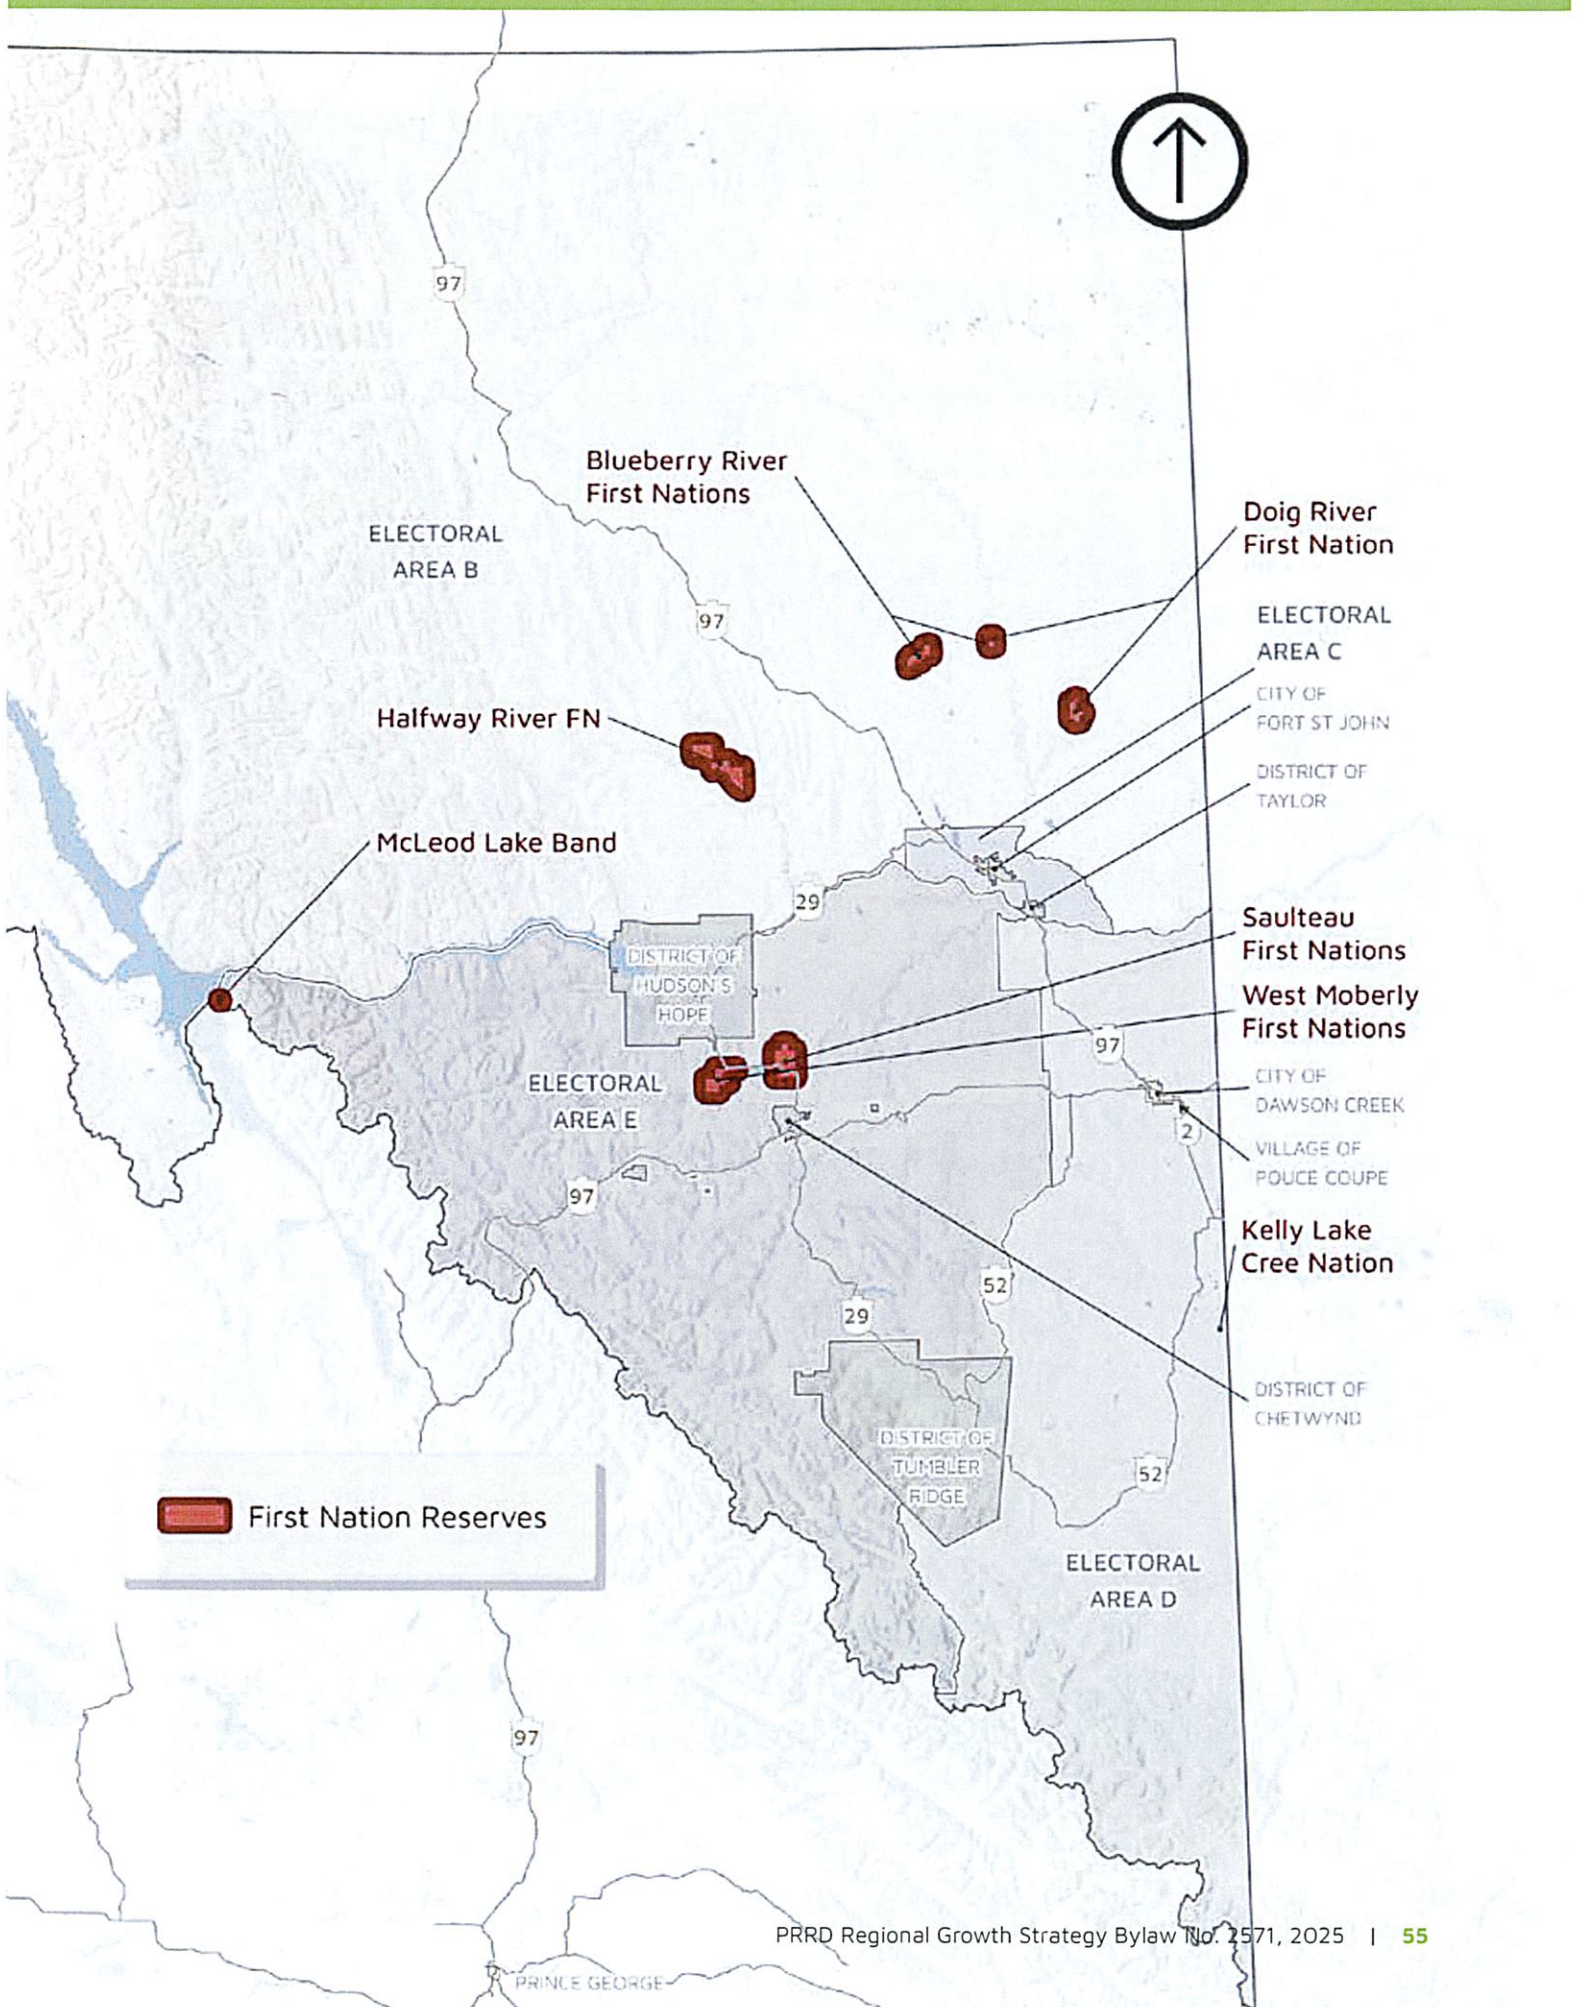 97
Blueberry River
First Nations
Doig River
First Nation
ELECTORAL
AREA B
97
ELECTORAL
AREA C
CITY OF
FORT ST JOHN
Halfway River FN
DISTRICT OF
TAYLOR
McLeod Lake Band
29
Saulteau
First Nations
DISTRICT OF
HUDSON'S
HOPE
West Moberly
First Nations
97
ELECTORAL
AREA E
CITY OF
DAWSON CREEK
2
VILLAGE OF
POUCE COUPE
97
Kelly Lake
Cree Nation
52
29
DISTRICT OF
CHETWYND
DISTRICT OF
TUMBLER
RIDGE
52
First Nation Reserves
ELECTORAL
AREA D
97
PRRD Regional Growth Strategy Bylaw No. 2571, 2025 | 55
PRINCE GEORGE